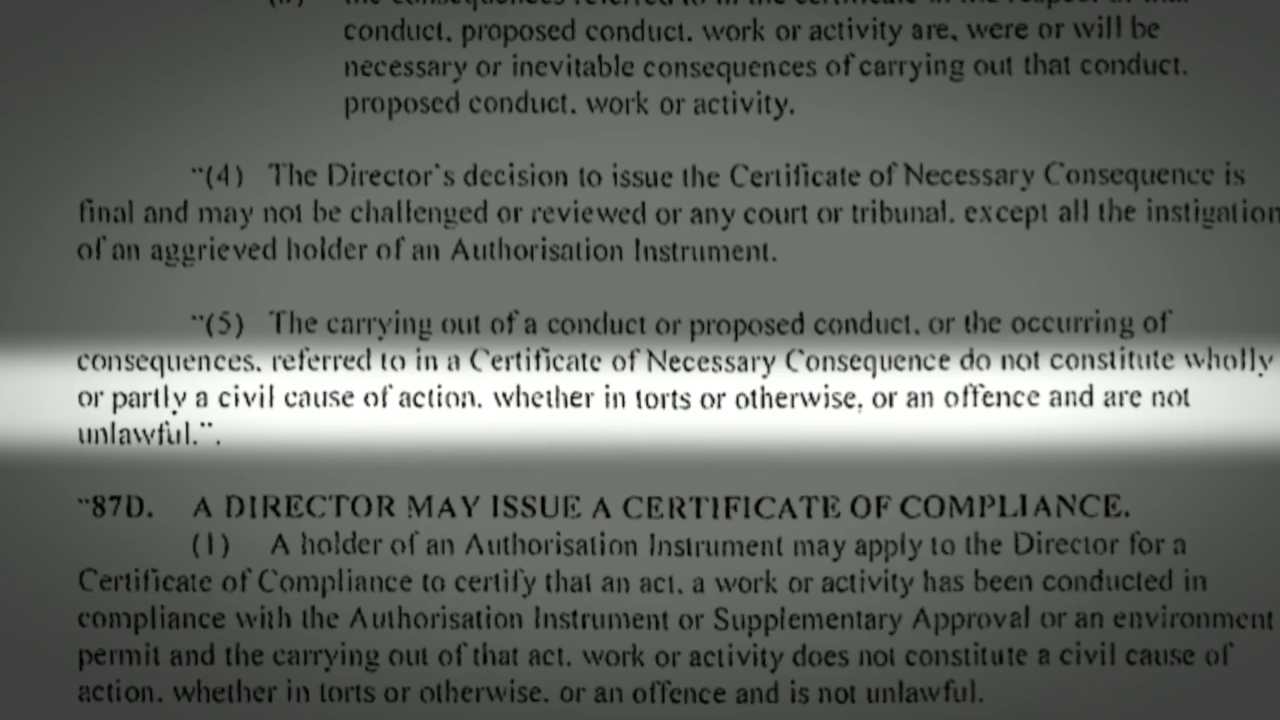 conduct, proposed conduct, work or activity are, were or will be
necessary or inevitable consequences of carrying out that conduct,
proposed conduct, work or activity.
"(4) The Director's decision to issue the Certificate of Necessary Consequence is
final and may not be challenged or reviewed or any court or tribunal, except all the instigation
of an aggrieved holder of an Authorisation Instrument.
"(5) The carrying out of a conduct or proposed conduct, or the occurring of
consequences, referred to in a Certificate of Necessary Consequence do not constitute wholly
or partly a civil cause of action, whether in torts or otherwise, or an offence and are not
unlawful.".
"87D. A DIRECTOR MAY ISSUE A CERTIFICATE OF COMPLIANCE.
(1) A holder of an Authorisation Instrument may apply to the Director for a
Certificate of Compliance to certify that an act, a work or activity has been conducted in
compliance with the Authorisation Instrument or Supplementary Approval or an environment
permit and the carrying out of that act, work or activity does not constitute a civil cause of
action, whether in torts or otherwise, or an offence and is not unlawful.